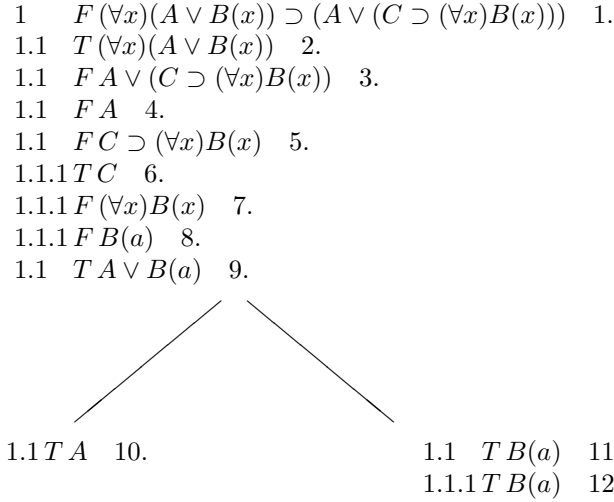 1 F (∀x)(A ∨ B(x)) ⊃ (A ∨ (C ⊃ (∀x)B(x))) 1.
1.1 T (∀x)(A ∨ B(x)) 2.
1.1 F A ∨ (C ⊃ (∀x)B(x)) 3.
1.1 F A 4.
1.1 F C ⊃ (∀x)B(x) 5.
1.1.1 T C 6.
1.1.1 F (∀x)B(x) 7.
1.1.1 F B(a) 8.
1.1 T A ∨ B(a) 9.
1.1 T A 10.
1.1 T B(a) 11
1.1.1 T B(a) 12